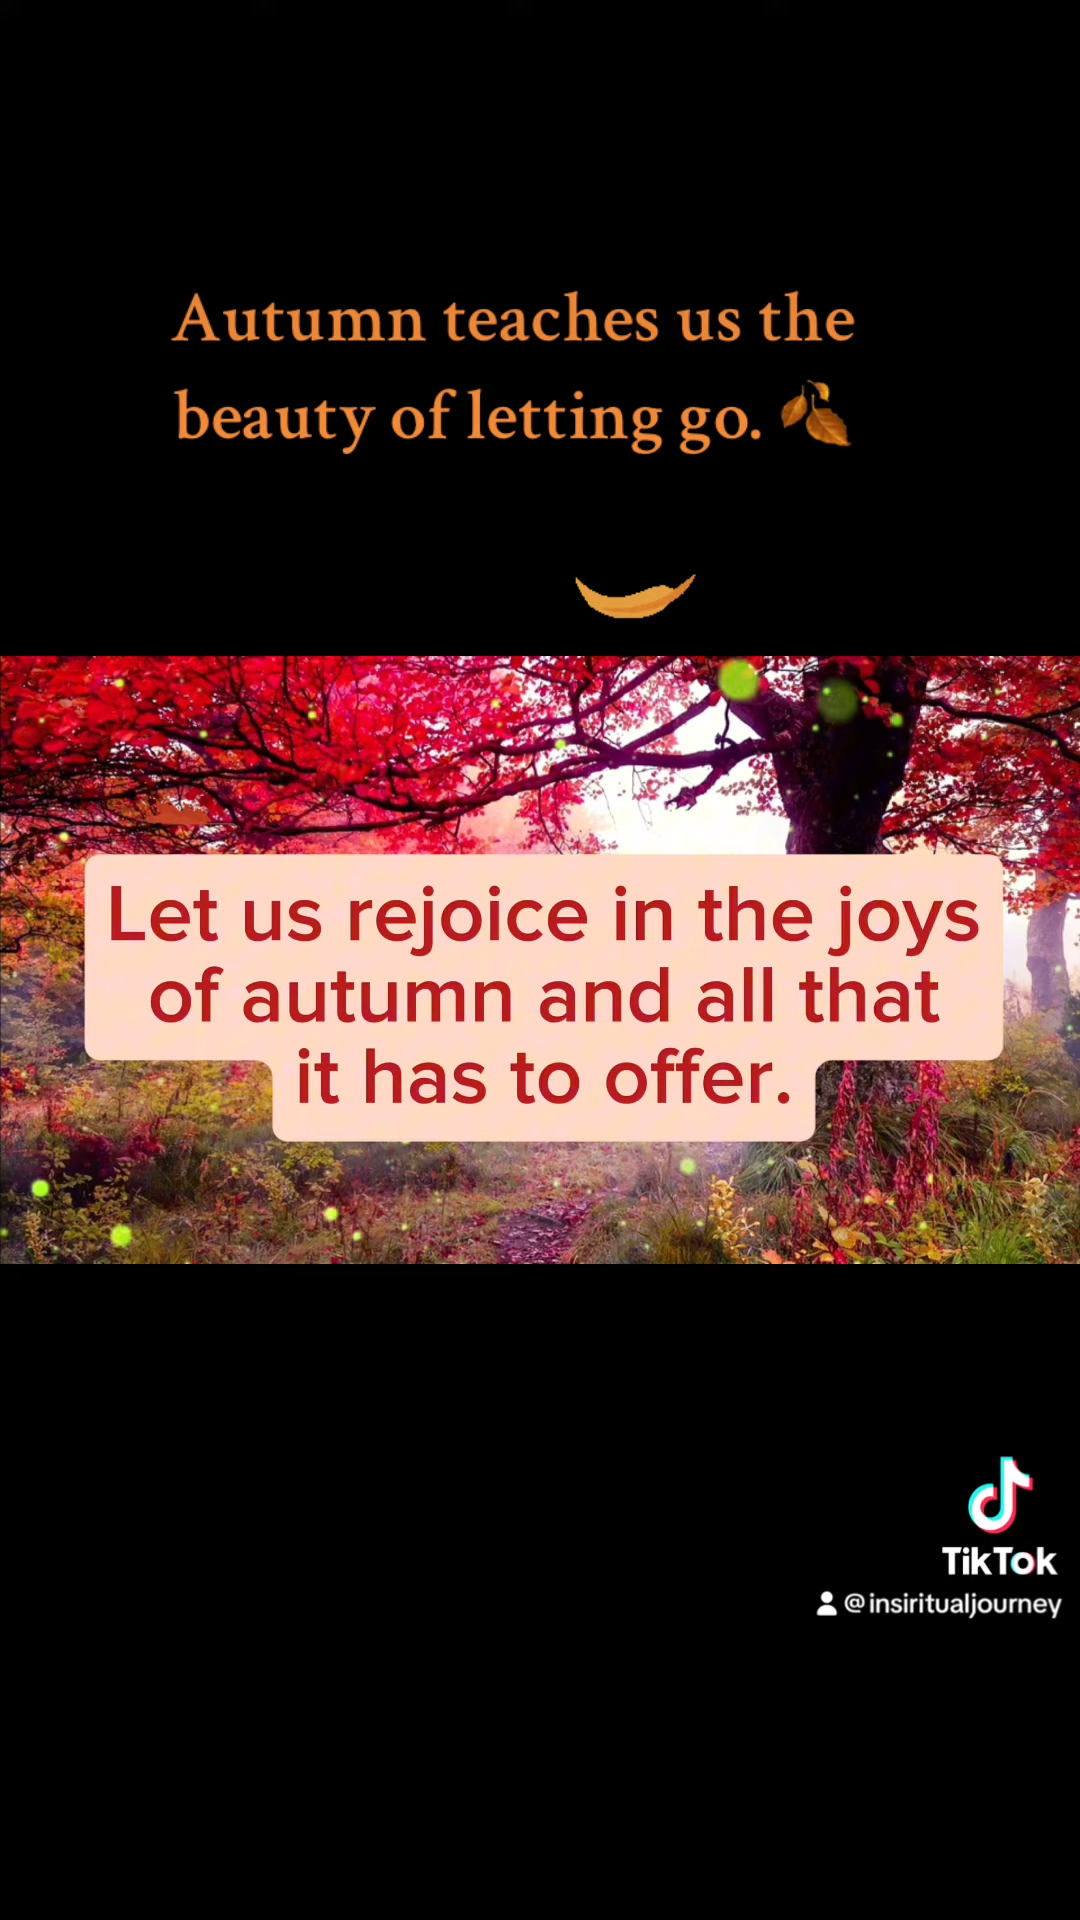 Autumn teaches us the
beauty of letting go. 🍂
Let us rejoice in the joys
of autumn and all that
it has to offer.
TikTok
@insiritualjourney